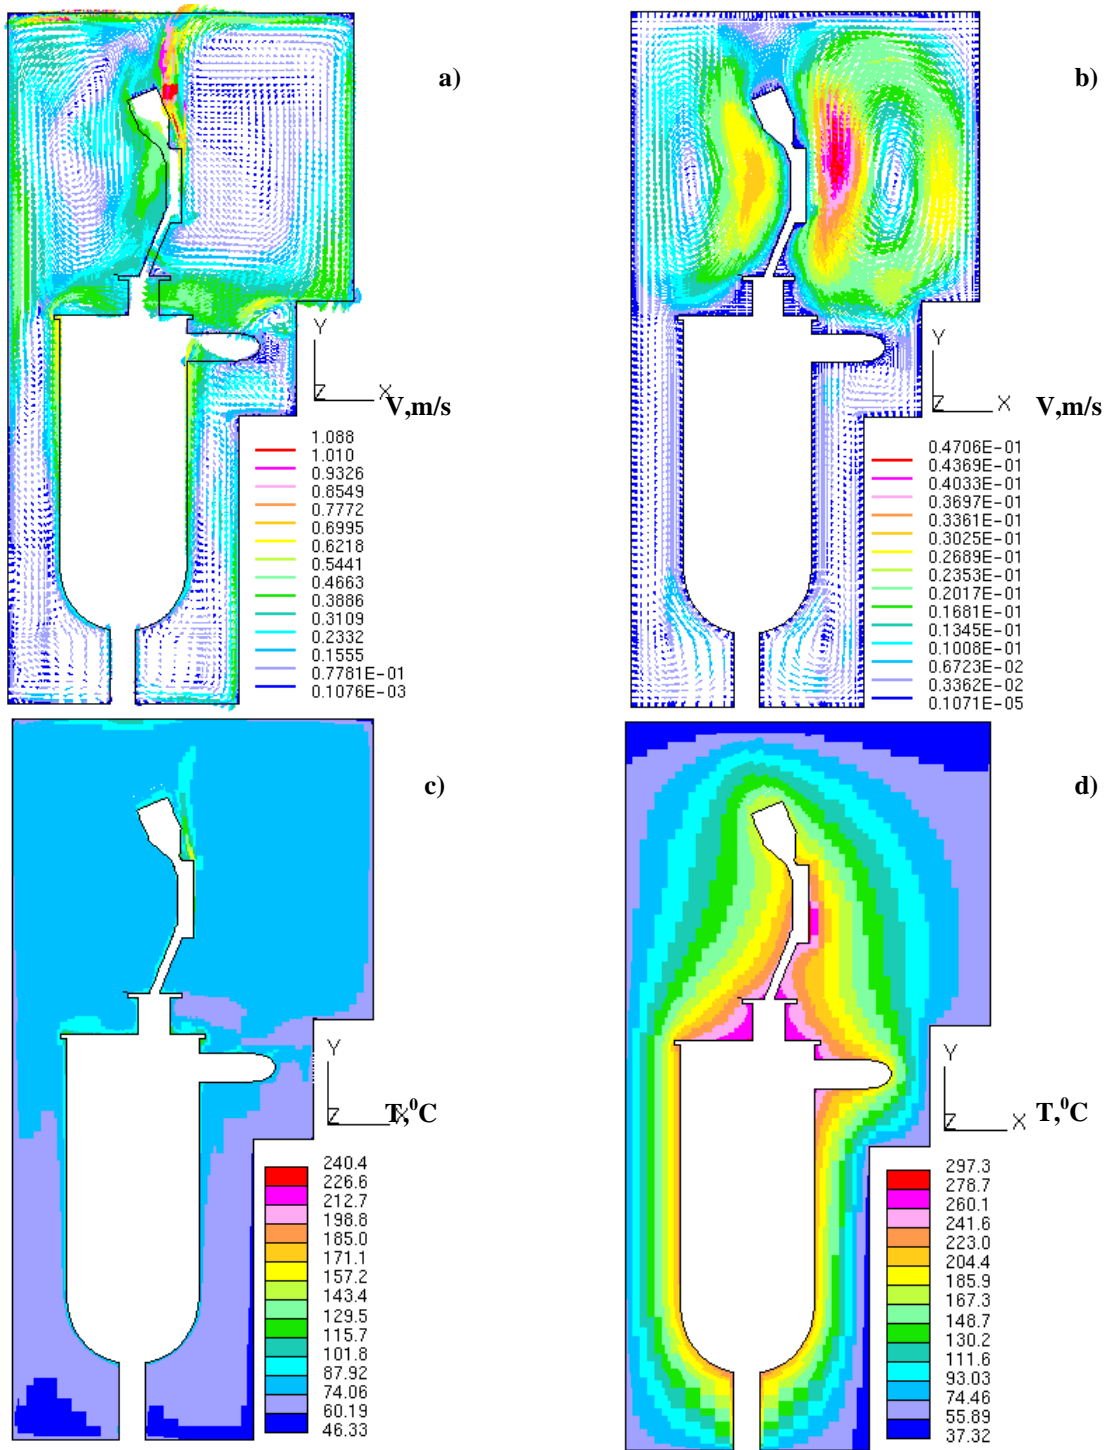 a)
b)
Y
Z X
V,m/s
1.088
1.010
0.9326
0.8549
0.7772
0.6995
0.6218
0.5441
0.4663
0.3886
0.3109
0.2332
0.1555
0.7781E-01
0.1076E-03
Y
Z X
V,m/s
0.4706E-01
0.4369E-01
0.4033E-01
0.3697E-01
0.3361E-01
0.3025E-01
0.2689E-01
0.2353E-01
0.2017E-01
0.1681E-01
0.1345E-01
0.1008E-01
0.6723E-02
0.3362E-02
0.1071E-05
c)
d)
Y
Z X
T,⁰C
240.4
226.6
212.7
198.8
185.0
171.1
157.2
143.4
129.5
115.7
101.8
87.92
74.06
60.19
46.33
Y
Z X
T,⁰C
297.3
278.7
260.1
241.6
223.0
204.4
185.9
167.3
148.7
130.2
111.6
93.03
74.46
55.89
37.32